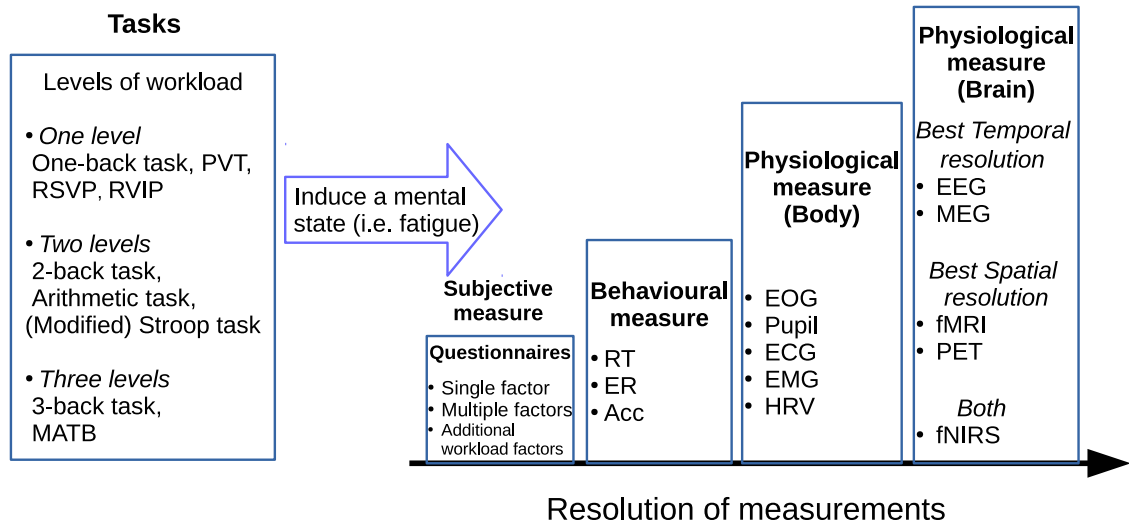 Tasks
Levels of workload
• One level
One-back task, PVT,
RSVP, RVIP
• Two levels
2-back task,
Arithmetic task,
(Modified) Stroop task
• Three levels
3-back task,
MATB
Induce a mental
state (i.e. fatigue)
Subjective
measure
Questionnaires
• Single factor
• Multiple factors
• Additional
workload factors
Behavioural
measure
• RT
• ER
• Acc
Physiological
measure
(Body)
• EOG
• Pupil
• ECG
• EMG
• HRV
Physiological
measure
(Brain)
Best Temporal
resolution
• EEG
• MEG
Best Spatial
resolution
• fMRI
• PET
Both
• fNIRS
Resolution of measurements